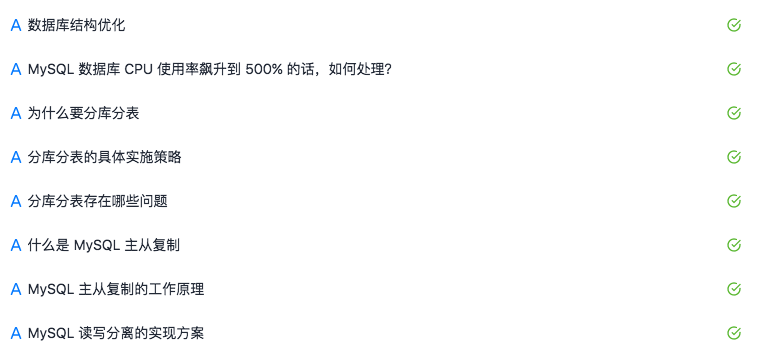 A 数据库结构优化
A MySQL 数据库 CPU 使用率飙升到 500% 的话，如何处理？
A 为什么要分库分表
A 分库分表的具体实施策略
A 分库分表存在哪些问题
A 什么是 MySQL 主从复制
A MySQL 主从复制的工作原理
A MySQL 读写分离的实现方案